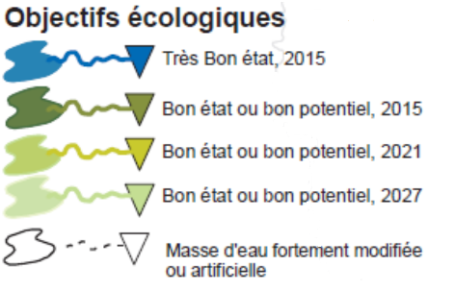 Objectifs écologiques
Très Bon état, 2015
Bon état ou bon potentiel, 2015
Bon état ou bon potentiel, 2021
Bon état ou bon potentiel, 2027
Masse d'eau fortement modifiée
ou artificielle